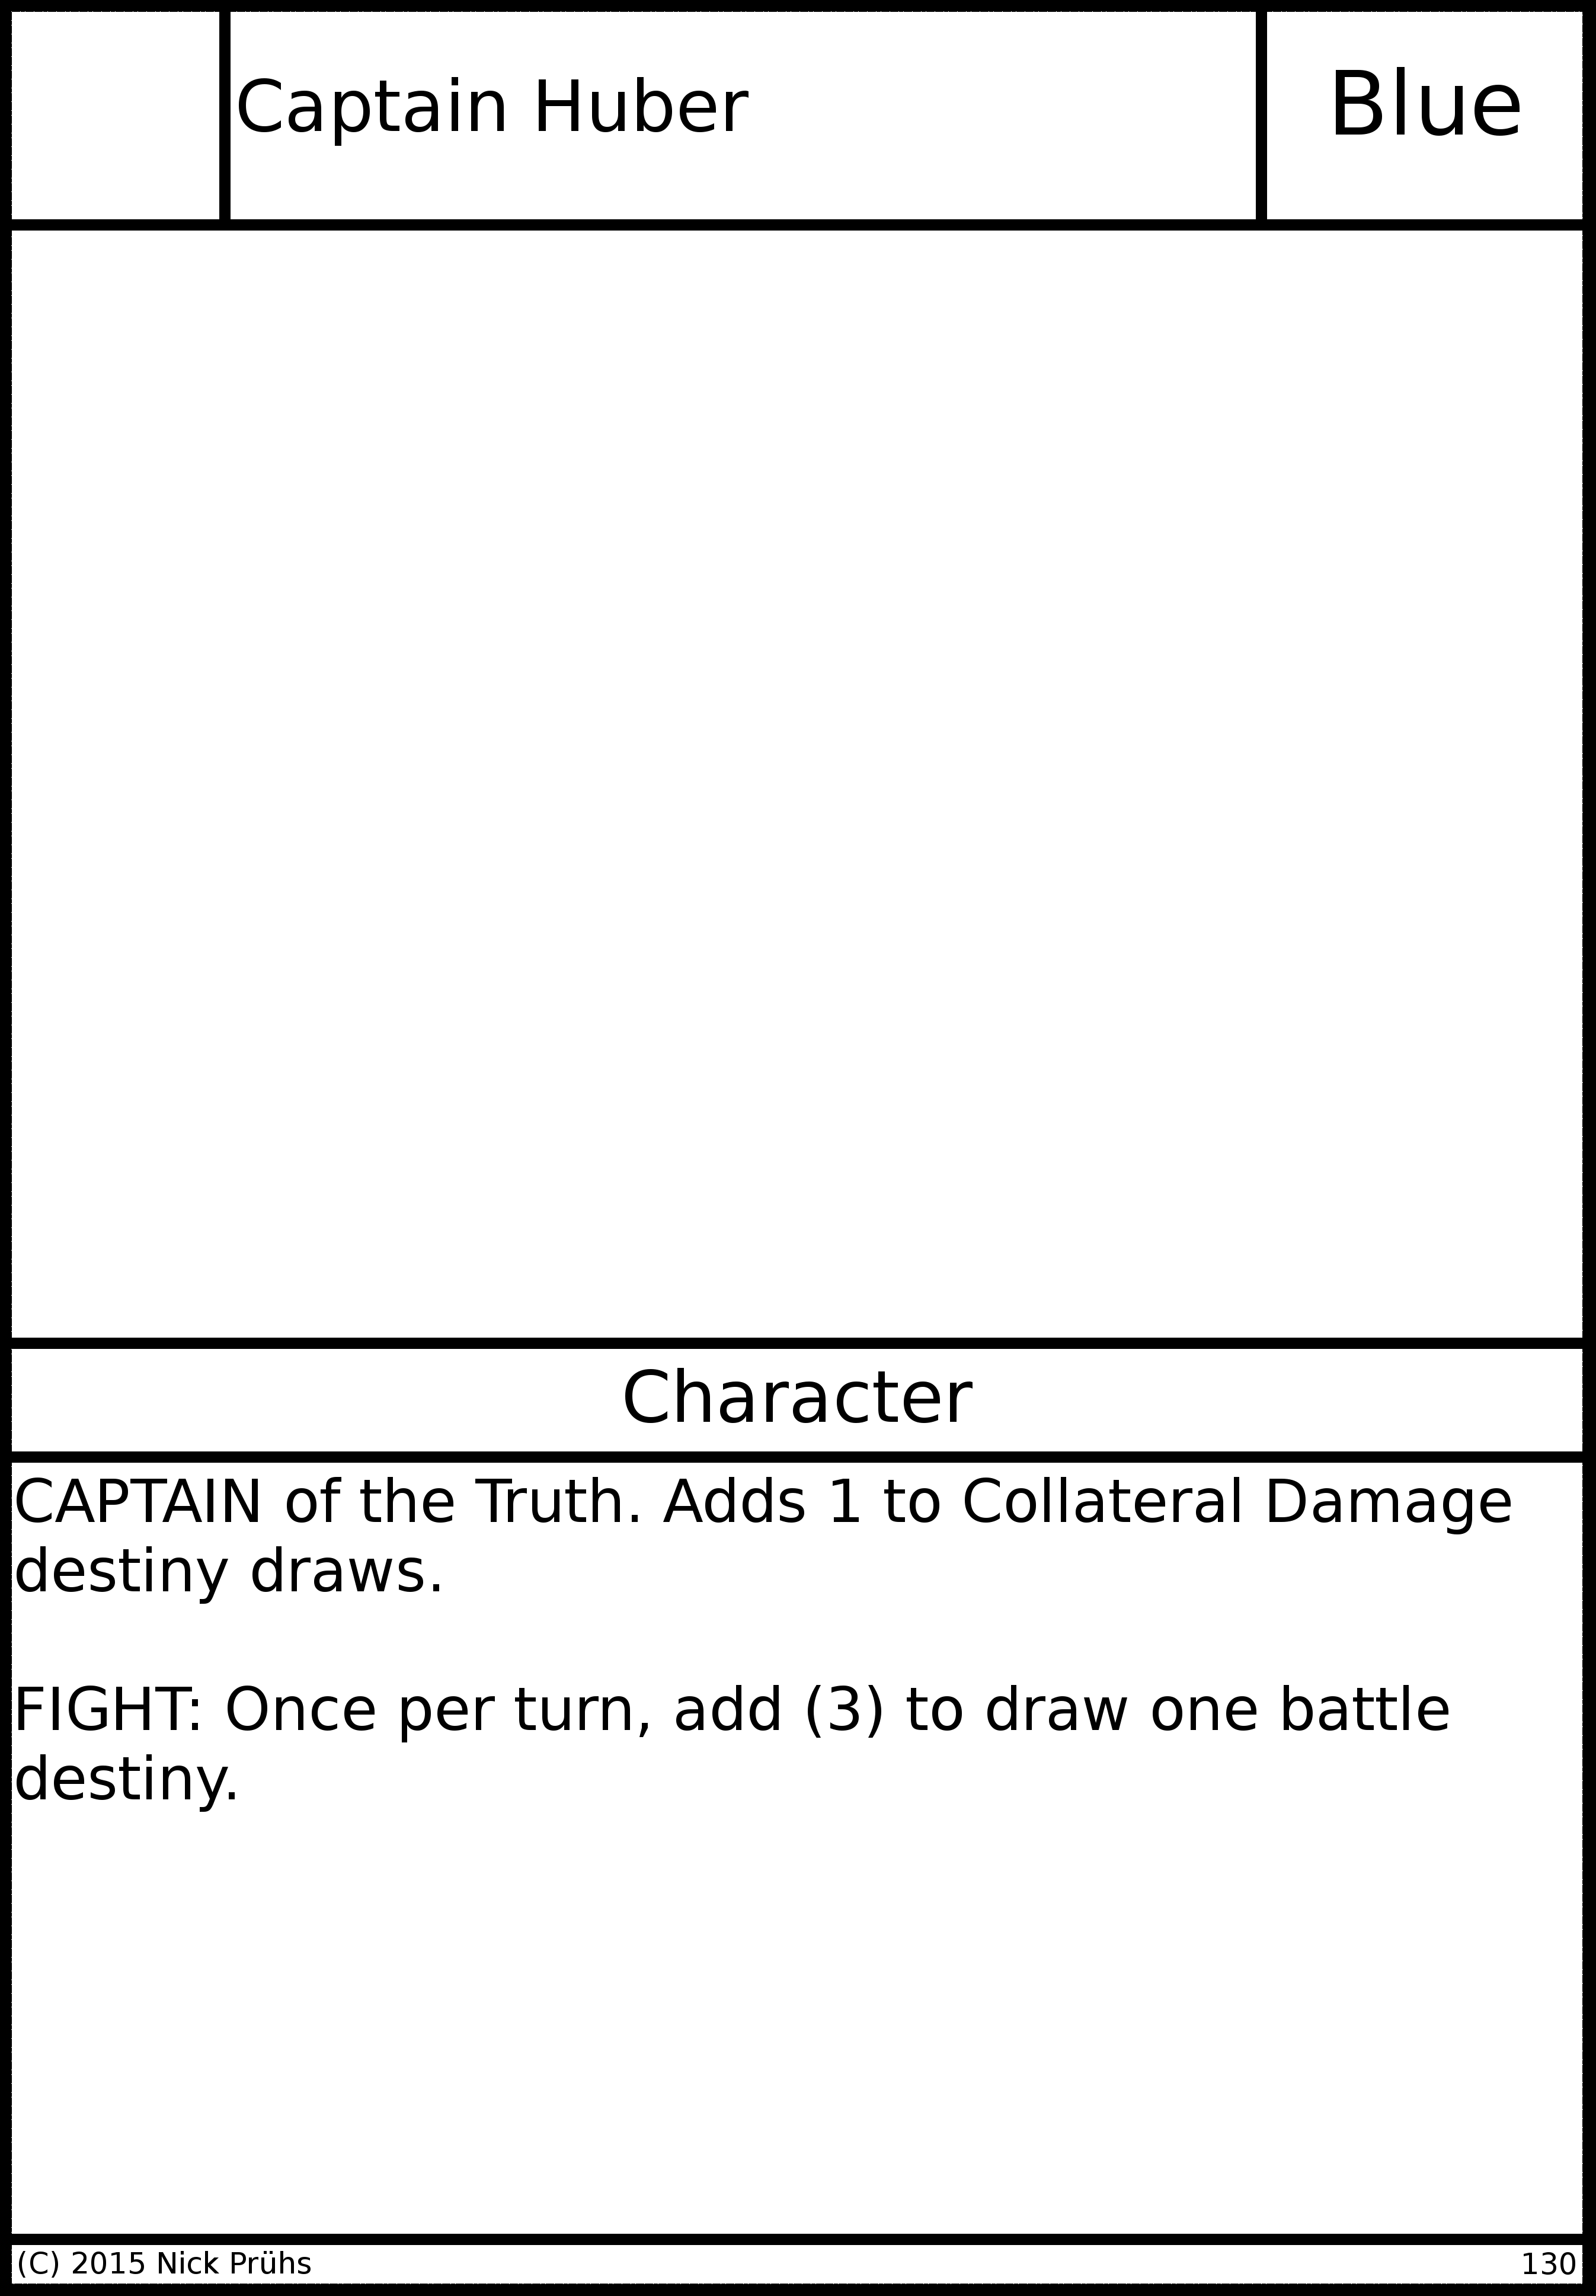 Captain Huber
Blue
Character
CAPTAIN of the Truth. Adds 1 to Collateral Damage
destiny draws.
FIGHT: Once per turn, add (3) to draw one battle
destiny.
(C) 2015 Nick Prühs
130